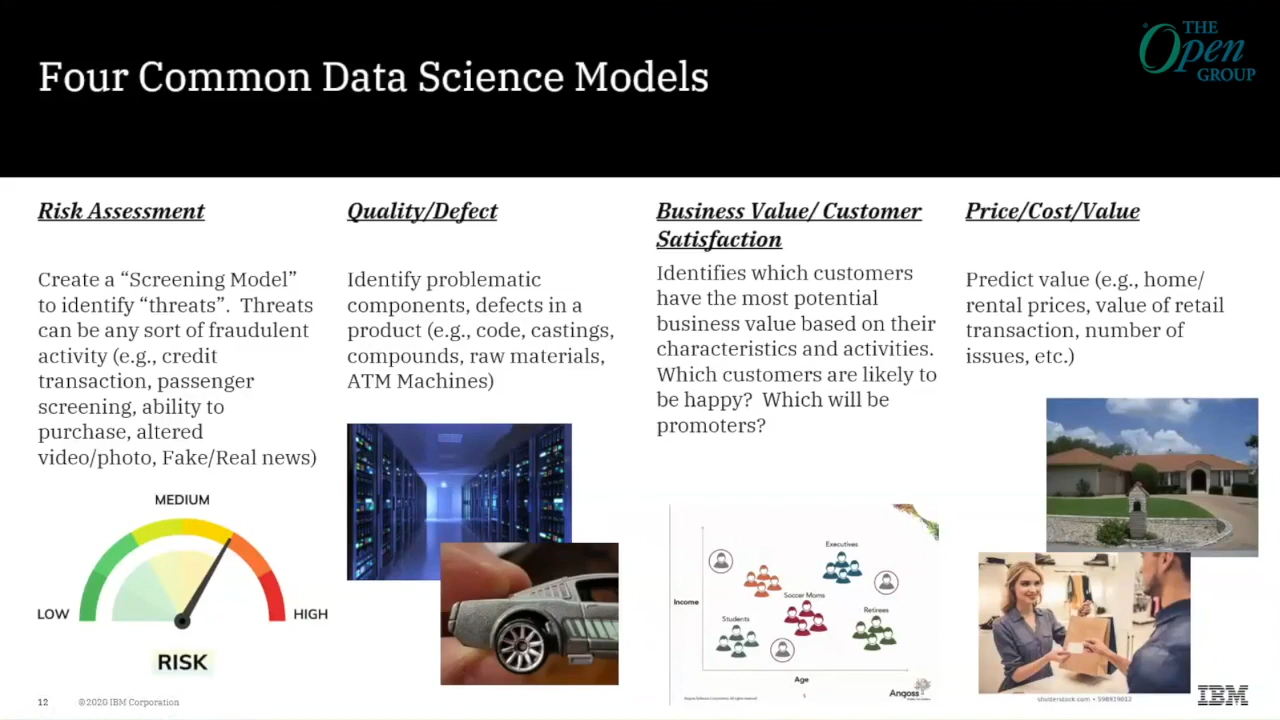 THE
Open
GROUP
Four Common Data Science Models
Risk Assessment
Create a “Screening Model”
to identify “threats”. Threats
can be any sort of fraudulent
activity (e.g., credit
transaction, passenger
screening, ability to
purchase, altered
video/photo, Fake/Real news)
MEDIUM
LOW
HIGH
RISK
Quality/Defect
Identify problematic
components, defects in a
product (e.g., code, castings,
compounds, raw materials,
ATM Machines)
Business Value/ Customer
Satisfaction
Identifies which customers
have the most potential
business value based on their
characteristics and activities.
Which customers are likely to
be happy? Which will be
promoters?
Executives
Income
Soccer Moms
Students
Retirees
Age
5
Angoss
Price/Cost/Value
Predict value (e.g., home/
rental prices, value of retail
transaction, number of
issues, etc.)
shutterstock.com • 598919012
12
© 2020 IBM Corporation
IBM